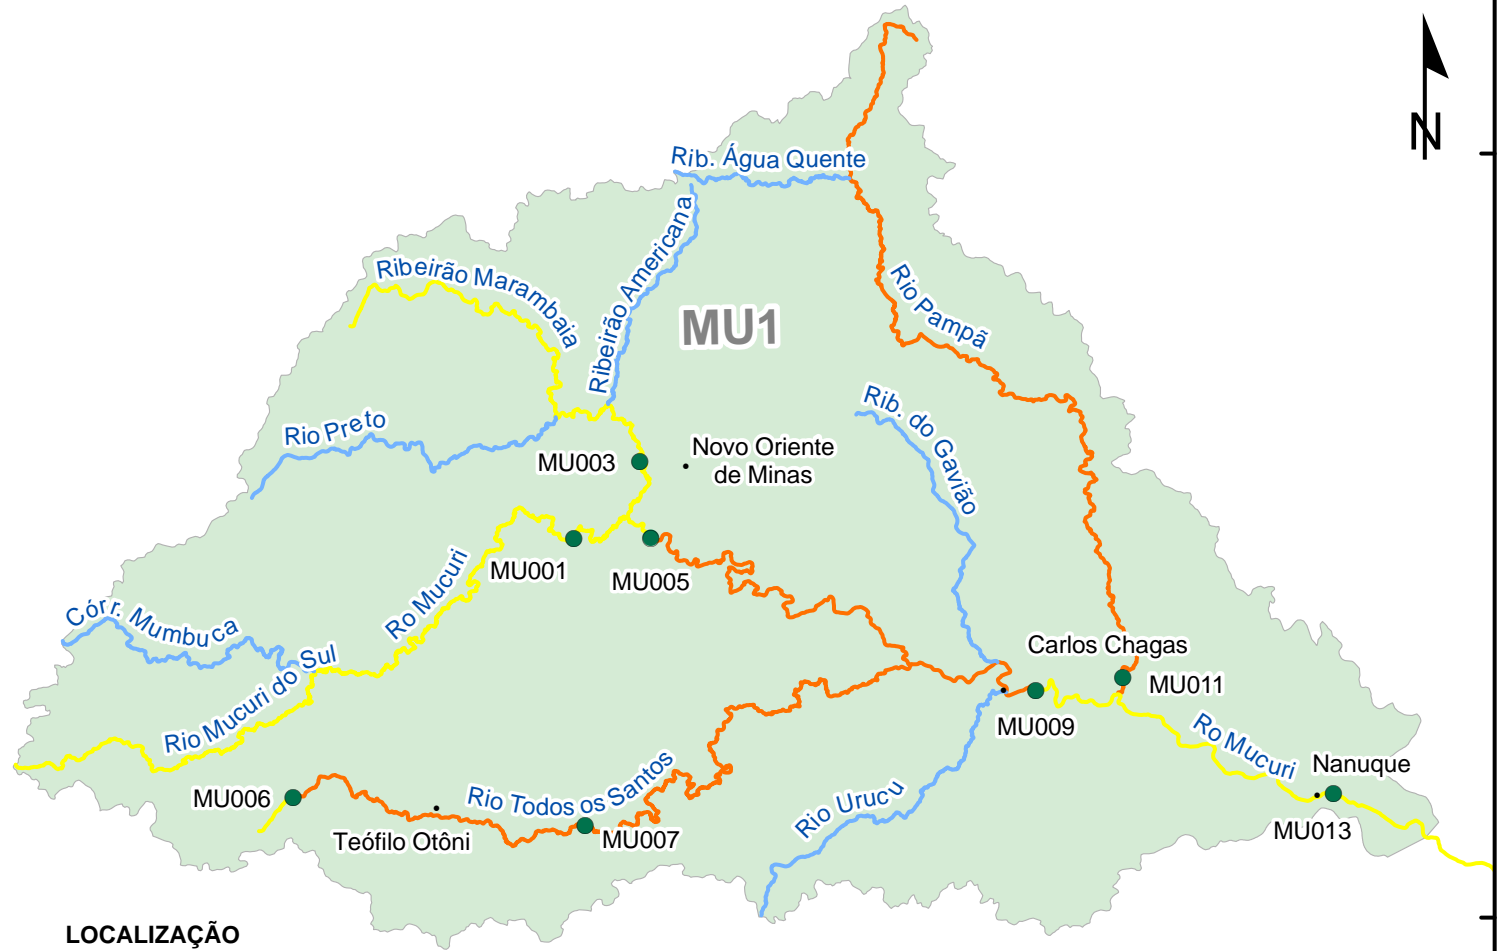 N
Rib. Água Quente
Ribeirão Americana
Ribeirão Marambaia
Rio Pampã
MU1
Rio Preto
Rib. do Gavião
MU003
Novo Oriente
de Minas
MU001
MU005
Ro Mucuri
Córr. Mumbuca
Rio Mucuri do Sul
Carlos Chagas
MU011
MU009
Ro Mucuri
Nanuque
MU013
MU006
Teófilo Otôni
Rio Todos os Santos
MU007
Rio Urucu
LOCALIZAÇÃO